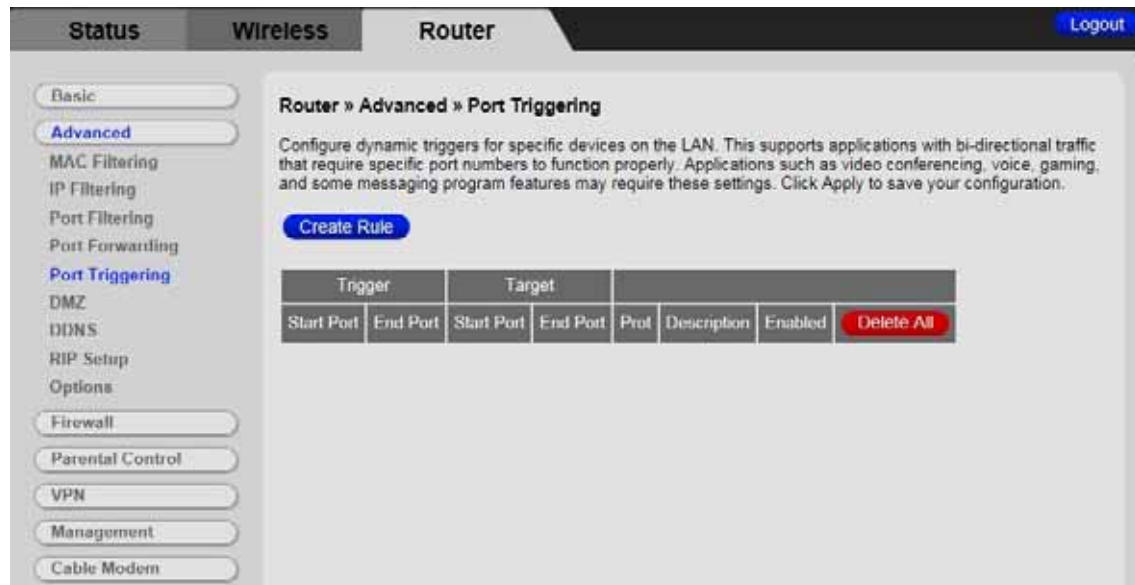 Status Wireless Router Logout
Basic
Advanced
MAC Filtering
IP Filtering
Port Filtering
Port Forwarding
Port Triggering
DMZ
DDNS
RIP Setup
Options
Firewall
Parental Control
VPN
Management
Cable Modem
Router » Advanced » Port Triggering
Configure dynamic triggers for specific devices on the LAN. This supports applications with bi-directional traffic
that require specific port numbers to function properly. Applications such as video conferencing, voice, gaming,
and some messaging program features may require these settings. Click Apply to save your configuration.
Create Rule
Trigger Target
Start Port End Port Start Port End Port Prot Description Enabled Delete All